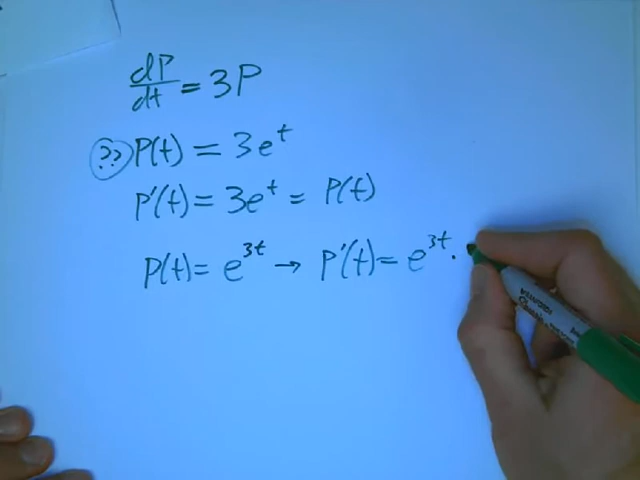 dP/dt = 3P
?? P(t) = 3e^t
P'(t) = 3e^t = P(t)
P(t) = e^3t → P'(t) = e^3t ·